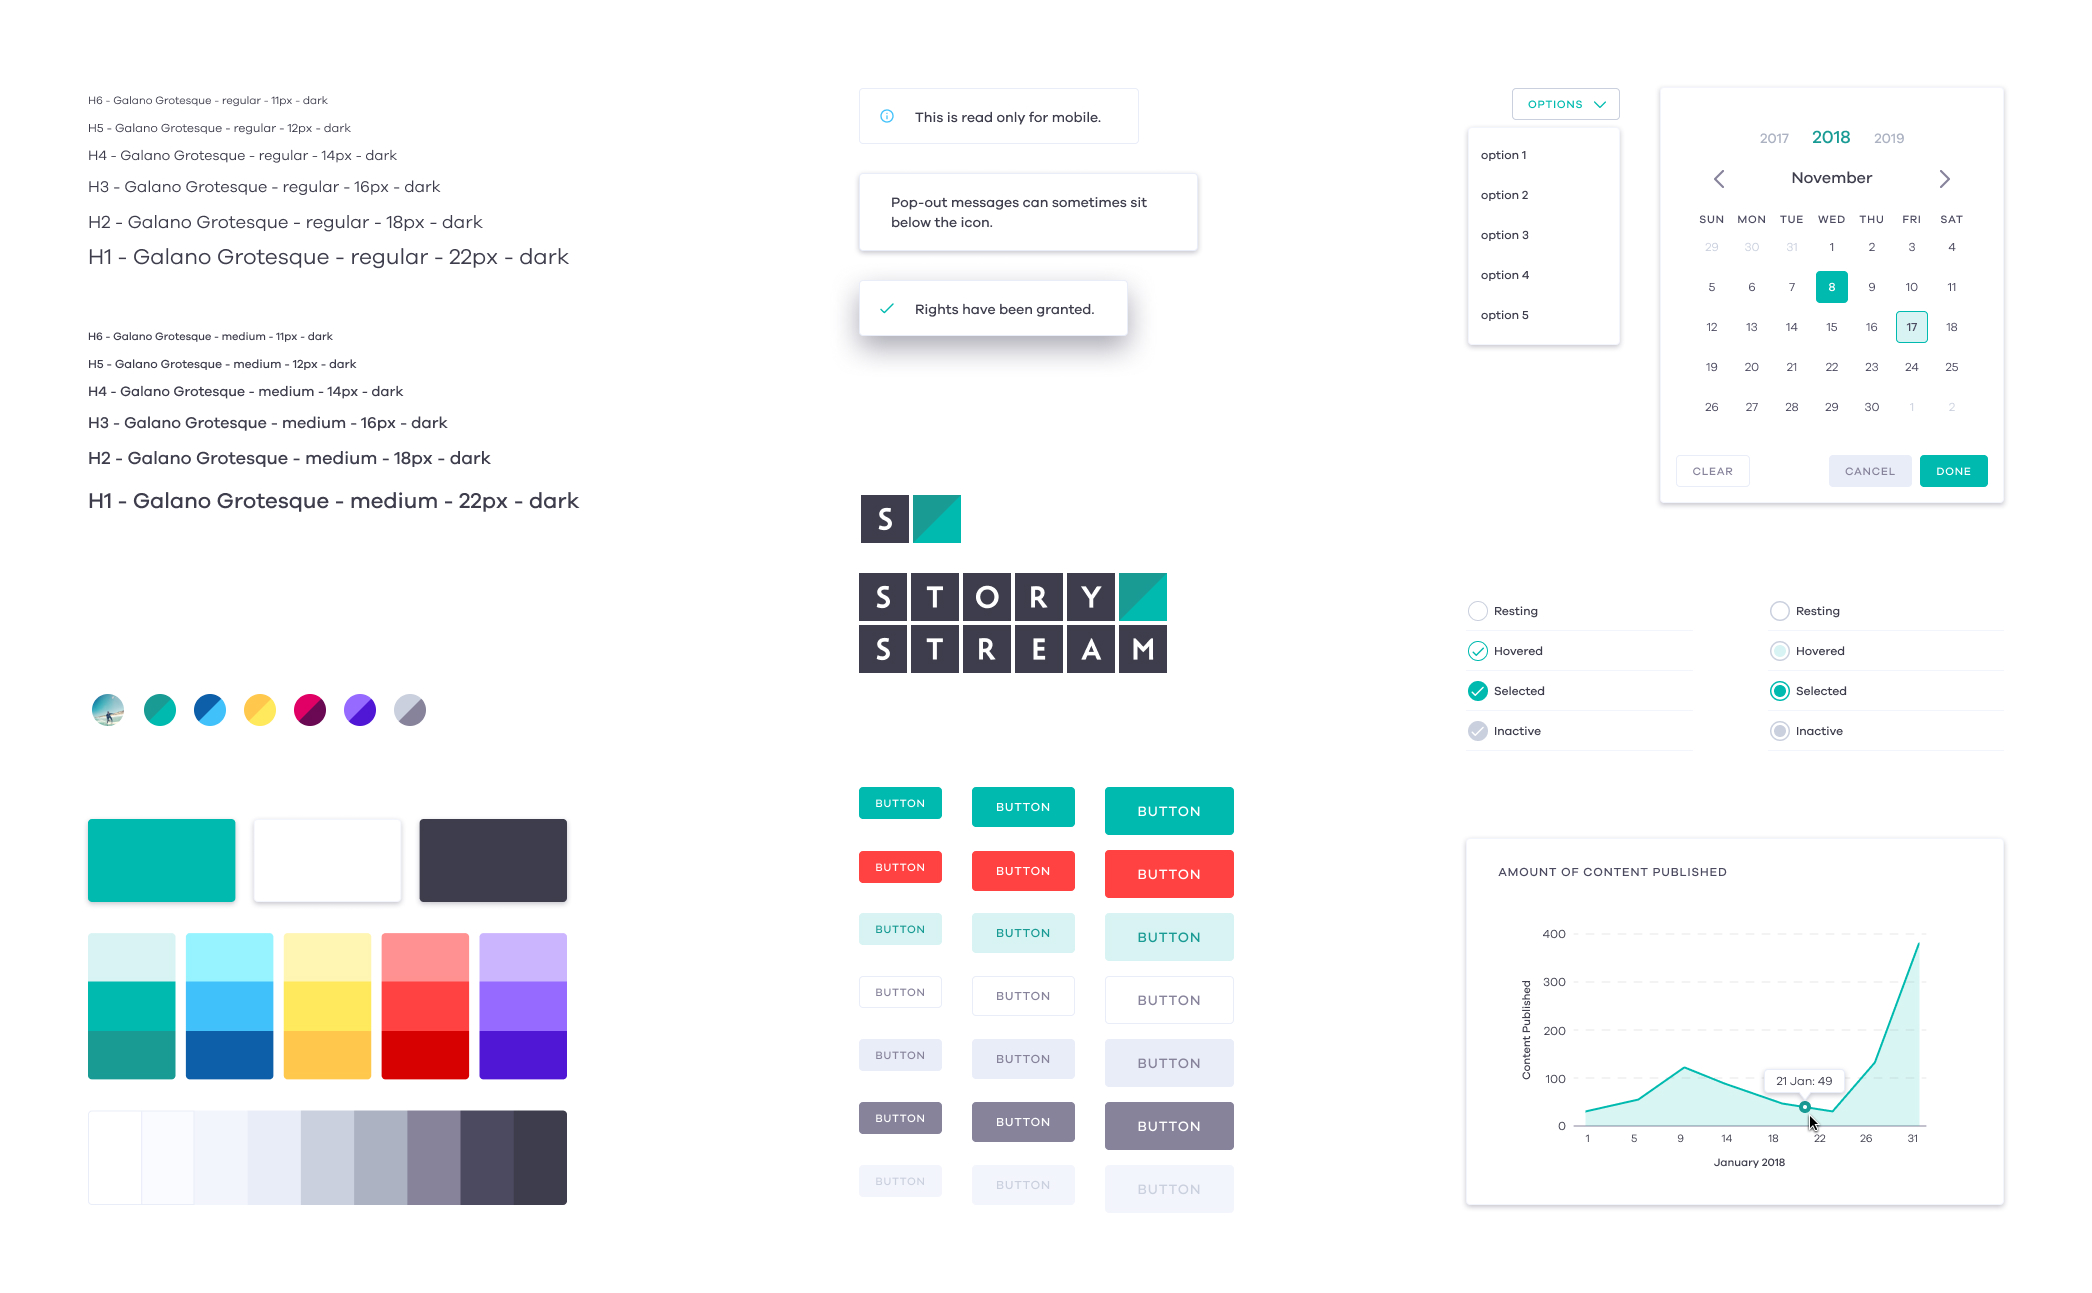 H6 - Galano Grotesque - regular - 11px - dark
H5 - Galano Grotesque - regular - 12px - dark
H4 - Galano Grotesque - regular - 14px - dark
H3 - Galano Grotesque - regular - 16px - dark
H2 - Galano Grotesque - regular - 18px - dark
H1 - Galano Grotesque - regular - 22px - dark
H6 - Galano Grotesque - medium - 11px - dark
H5 - Galano Grotesque - medium - 12px - dark
H4 - Galano Grotesque - medium - 14px - dark
H3 - Galano Grotesque - medium - 16px - dark
H2 - Galano Grotesque - medium - 18px - dark
H1 - Galano Grotesque - medium - 22px - dark
This is read only for mobile.
Pop-out messages can sometimes sit
below the icon.
Rights have been granted.
S
STORY
STREAM
BUTTON BUTTON BUTTON
BUTTON BUTTON BUTTON
BUTTON BUTTON BUTTON
BUTTON BUTTON BUTTON
BUTTON BUTTON BUTTON
BUTTON BUTTON BUTTON
BUTTON BUTTON BUTTON
OPTIONS
option 1
option 2
option 3
option 4
option 5
2017 2018 2019
November
SUN MON TUE WED THU FRI SAT
29 30 31 1 2 3 4
5 6 7 8 9 10 11
12 13 14 15 16 17 18
19 20 21 22 23 24 25
26 27 28 29 30 1 2
CLEAR CANCEL DONE
Resting
Hovered
Selected
Inactive
Resting
Hovered
Selected
Inactive
AMOUNT OF CONTENT PUBLISHED
Content Published
400
300
200
100
0
21 Jan: 49
1 5 9 14 18 22 26 31
January 2018